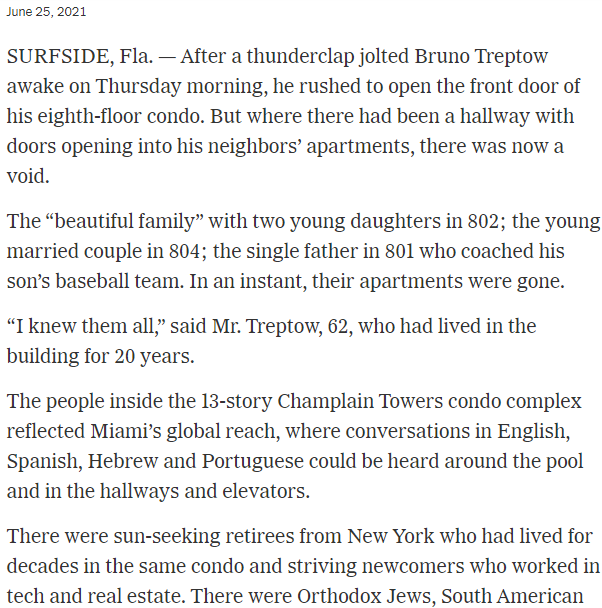 June 25, 2021
SURFSIDE, Fla. — After a thunderclap jolted Bruno Treptow
awake on Thursday morning, he rushed to open the front door of
his eighth-floor condo. But where there had been a hallway with
doors opening into his neighbors’ apartments, there was now a
void.
The “beautiful family” with two young daughters in 802; the young
married couple in 804; the single father in 801 who coached his
son’s baseball team. In an instant, their apartments were gone.
“I knew them all,” said Mr. Treptow, 62, who had lived in the
building for 20 years.
The people inside the 13-story Champlain Towers condo complex
reflected Miami’s global reach, where conversations in English,
Spanish, Hebrew and Portuguese could be heard around the pool
and in the hallways and elevators.
There were sun-seeking retirees from New York who had lived for
decades in the same condo and striving newcomers who worked in
tech and real estate. There were Orthodox Jews, South American